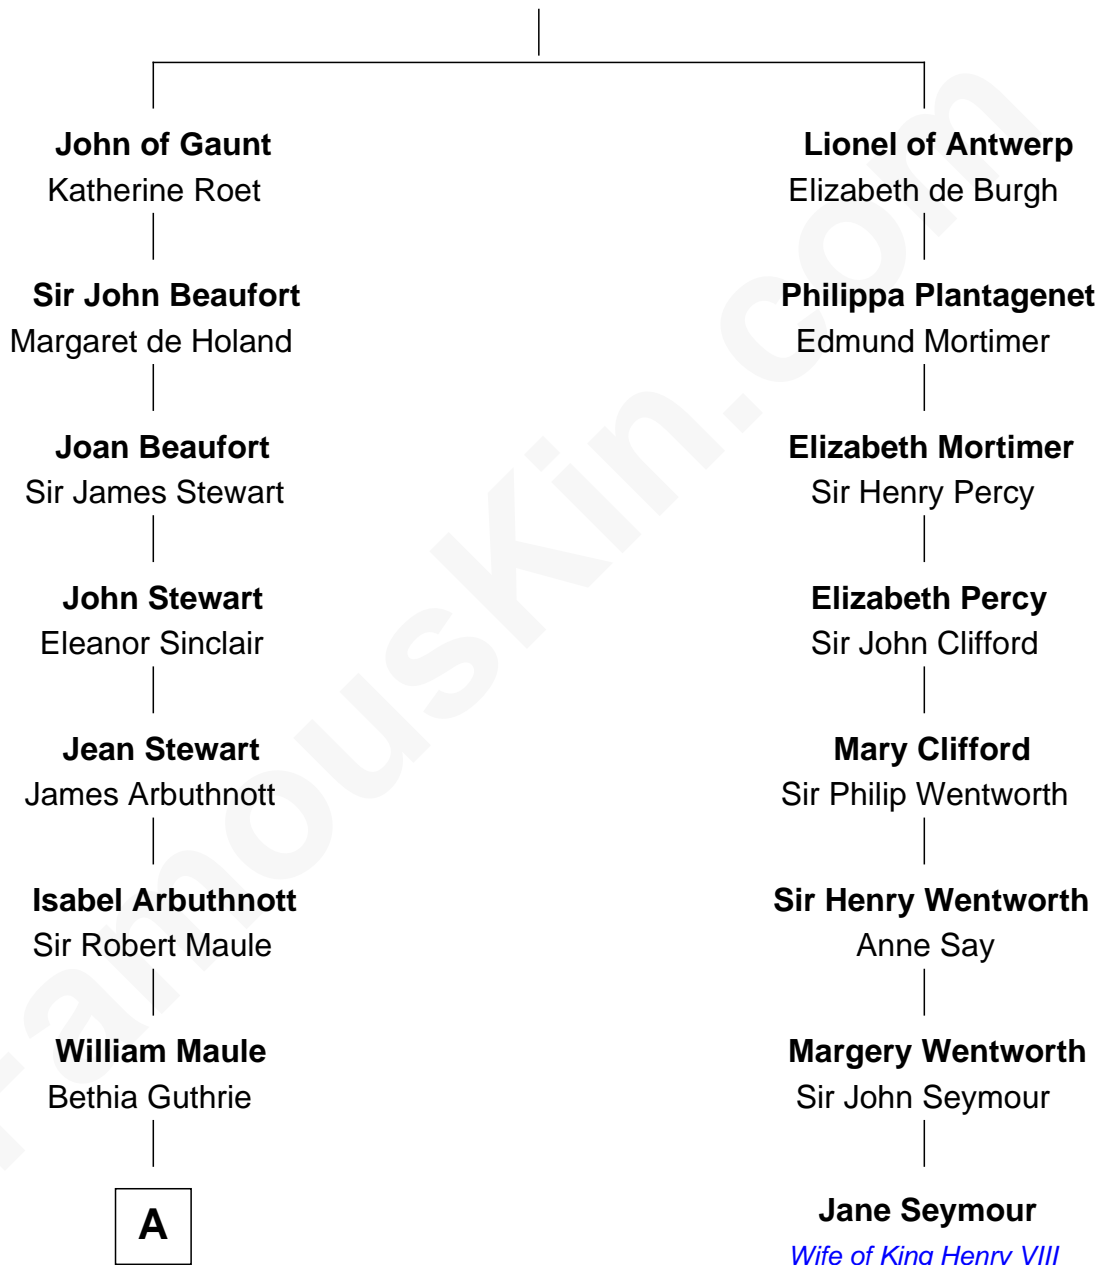 John of Gaunt
Katherine Roet
Sir John Beaufort
Margaret de Holand
Joan Beaufort
Sir James Stewart
John Stewart
Eleanor Sinclair
Jean Stewart
James Arbuthnott
Isabel Arbuthnott
Sir Robert Maule
William Maule
Bethia Guthrie
A
Lionel of Antwerp
Elizabeth de Burgh
Philippa Plantagenet
Edmund Mortimer
Elizabeth Mortimer
Sir Henry Percy
Elizabeth Percy
Sir John Clifford
Mary Clifford
Sir Philip Wentworth
Sir Henry Wentworth
Anne Say
Margery Wentworth
Sir John Seymour
Jane Seymour
Wife of King Henry VIII
FamousKin.com